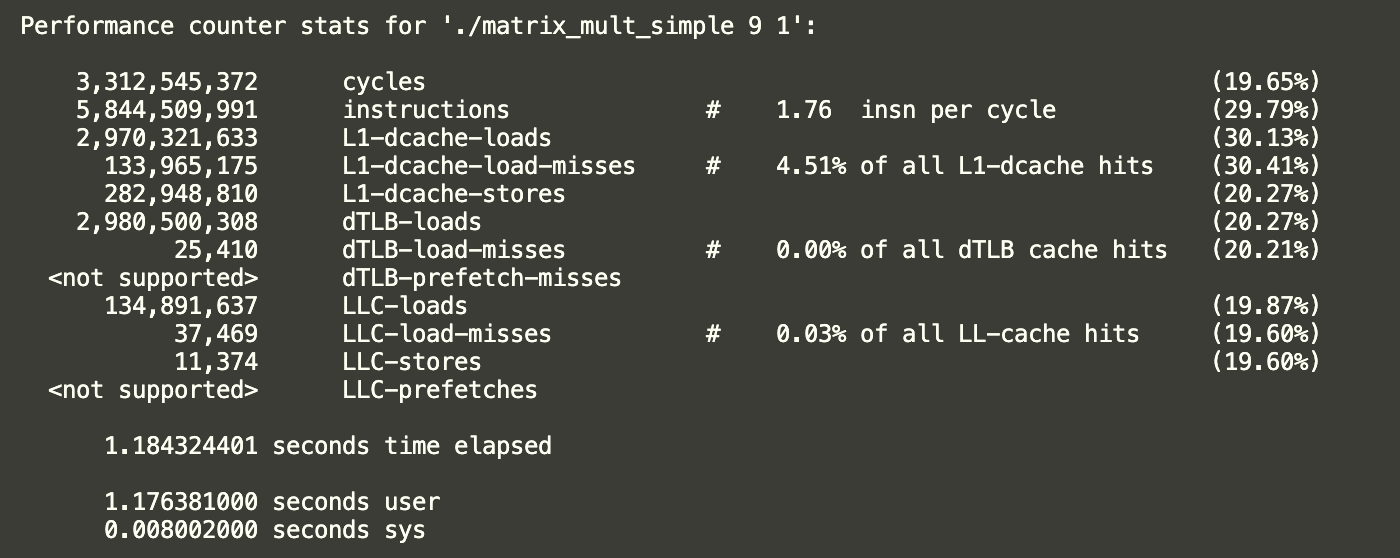 Performance counter stats for './matrix_mult_simple 9 1':
3,312,545,372 cycles (19.65%)
5,844,509,991 instructions # 1.76 insn per cycle (29.79%)
2,970,321,633 L1-dcache-loads (30.13%)
133,965,175 L1-dcache-load-misses # 4.51% of all L1-dcache hits (30.41%)
282,948,810 L1-dcache-stores (20.27%)
2,980,500,308 dTLB-loads (20.27%)
25,410 dTLB-load-misses # 0.00% of all dTLB cache hits (20.21%)
<not supported> dTLB-prefetch-misses
134,891,637 LLC-loads (19.87%)
37,469 LLC-load-misses # 0.03% of all LL-cache hits (19.60%)
11,374 LLC-stores (19.60%)
<not supported> LLC-prefetches
1.184324401 seconds time elapsed
1.176381000 seconds user
0.008002000 seconds sys